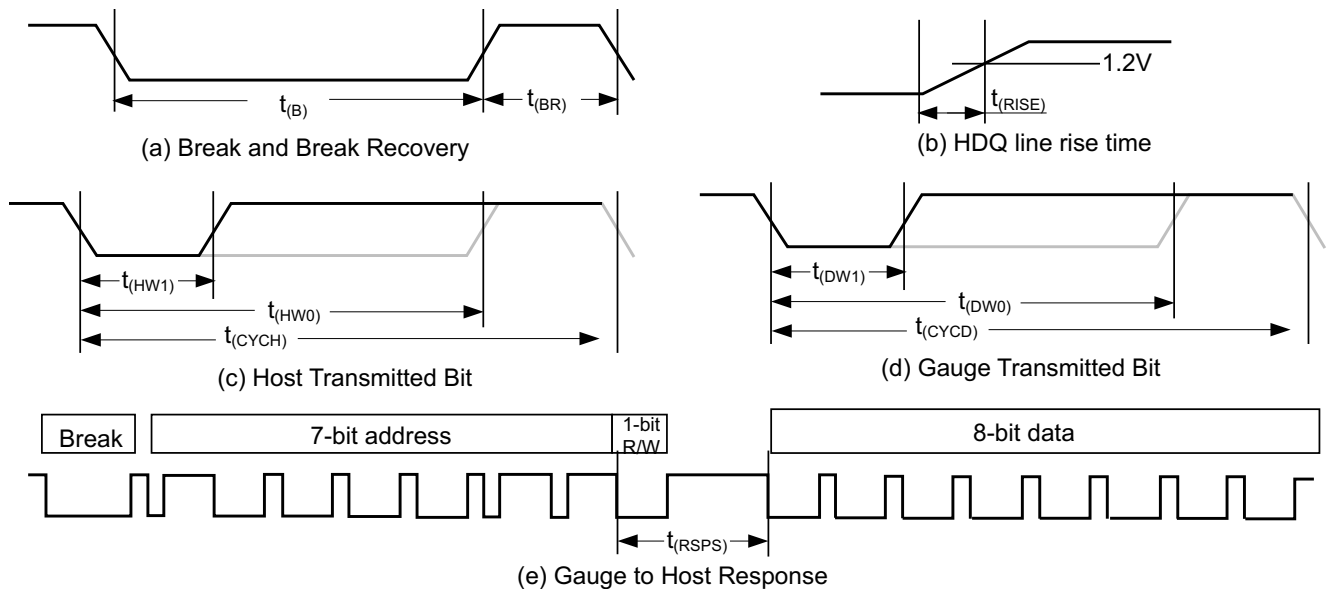 1.2V
t(B)
t(BR)
t(RISE)
(a) Break and Break Recovery
(b) HDQ line rise time
t(HW1)
t(HW0)
t(CYCH)
(c) Host Transmitted Bit
t(DW1)
t(DW0)
t(CYCD)
(d) Gauge Transmitted Bit
Break
7-bit address
1-bit
R/W
8-bit data
t(RSPS)
(e) Gauge to Host Response